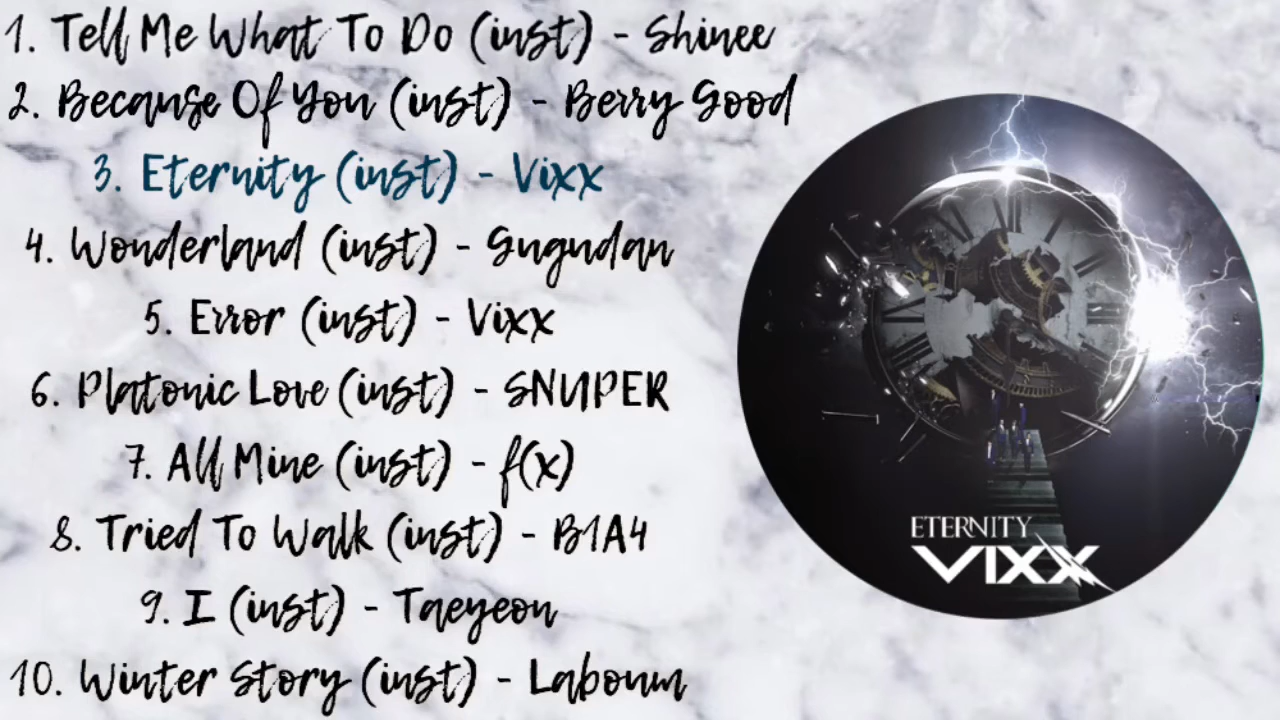 1. Tell Me What To Do (inst) - Shinee
2. Because Of You (inst) - Berry Good
3. Eternity (inst) - Vixx
4. Wonderland (inst) - Gugudan
5. Error (inst) - Vixx
6. Platonic Love (inst) - SNUPER
7. All Mine (inst) - f(x)
8. Tried To Walk (inst) - B1A4
9. I (inst) - Taeyeon
10. Winter Story (inst) - Laboum
ETERNITY
VIXX